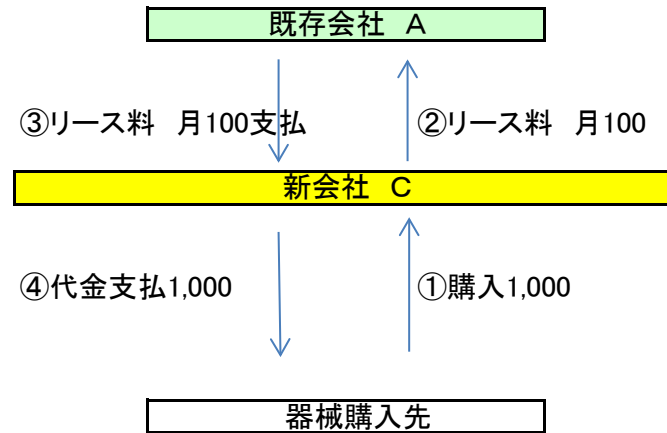 既存会社 A
③リース料 月100支払
②リース料 月100
新会社 C
④代金支払1,000
①購入1,000
器械購入先